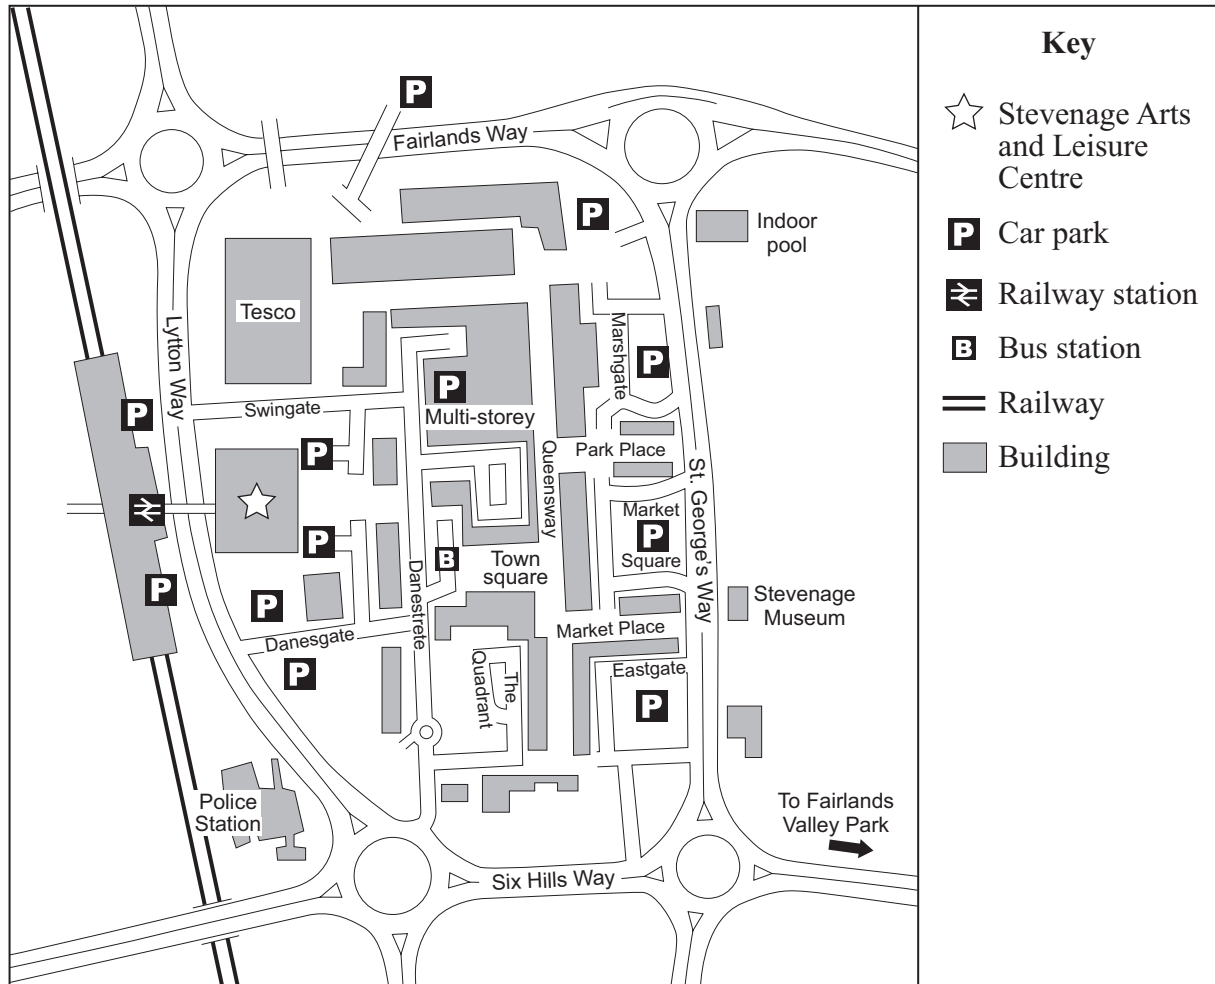 P
Fairlands Way
P
Indoor
pool
Tesco
Lytton Way
Marshgate
P
P
Swingate
P
Multi-storey
P
Queensway
Park Place
St. George's Way
Market
P
Square
P
B
Town
square
Danestrete
P
P
Stevenage
Museum
Danesgate
Market Place
P
The
Quadrant
Eastgate
P
Police
Station
To Fairlands
Valley Park
Six Hills Way
Key
Stevenage Arts
and Leisure
Centre
P Car park
Railway station
B Bus station
Railway
Building